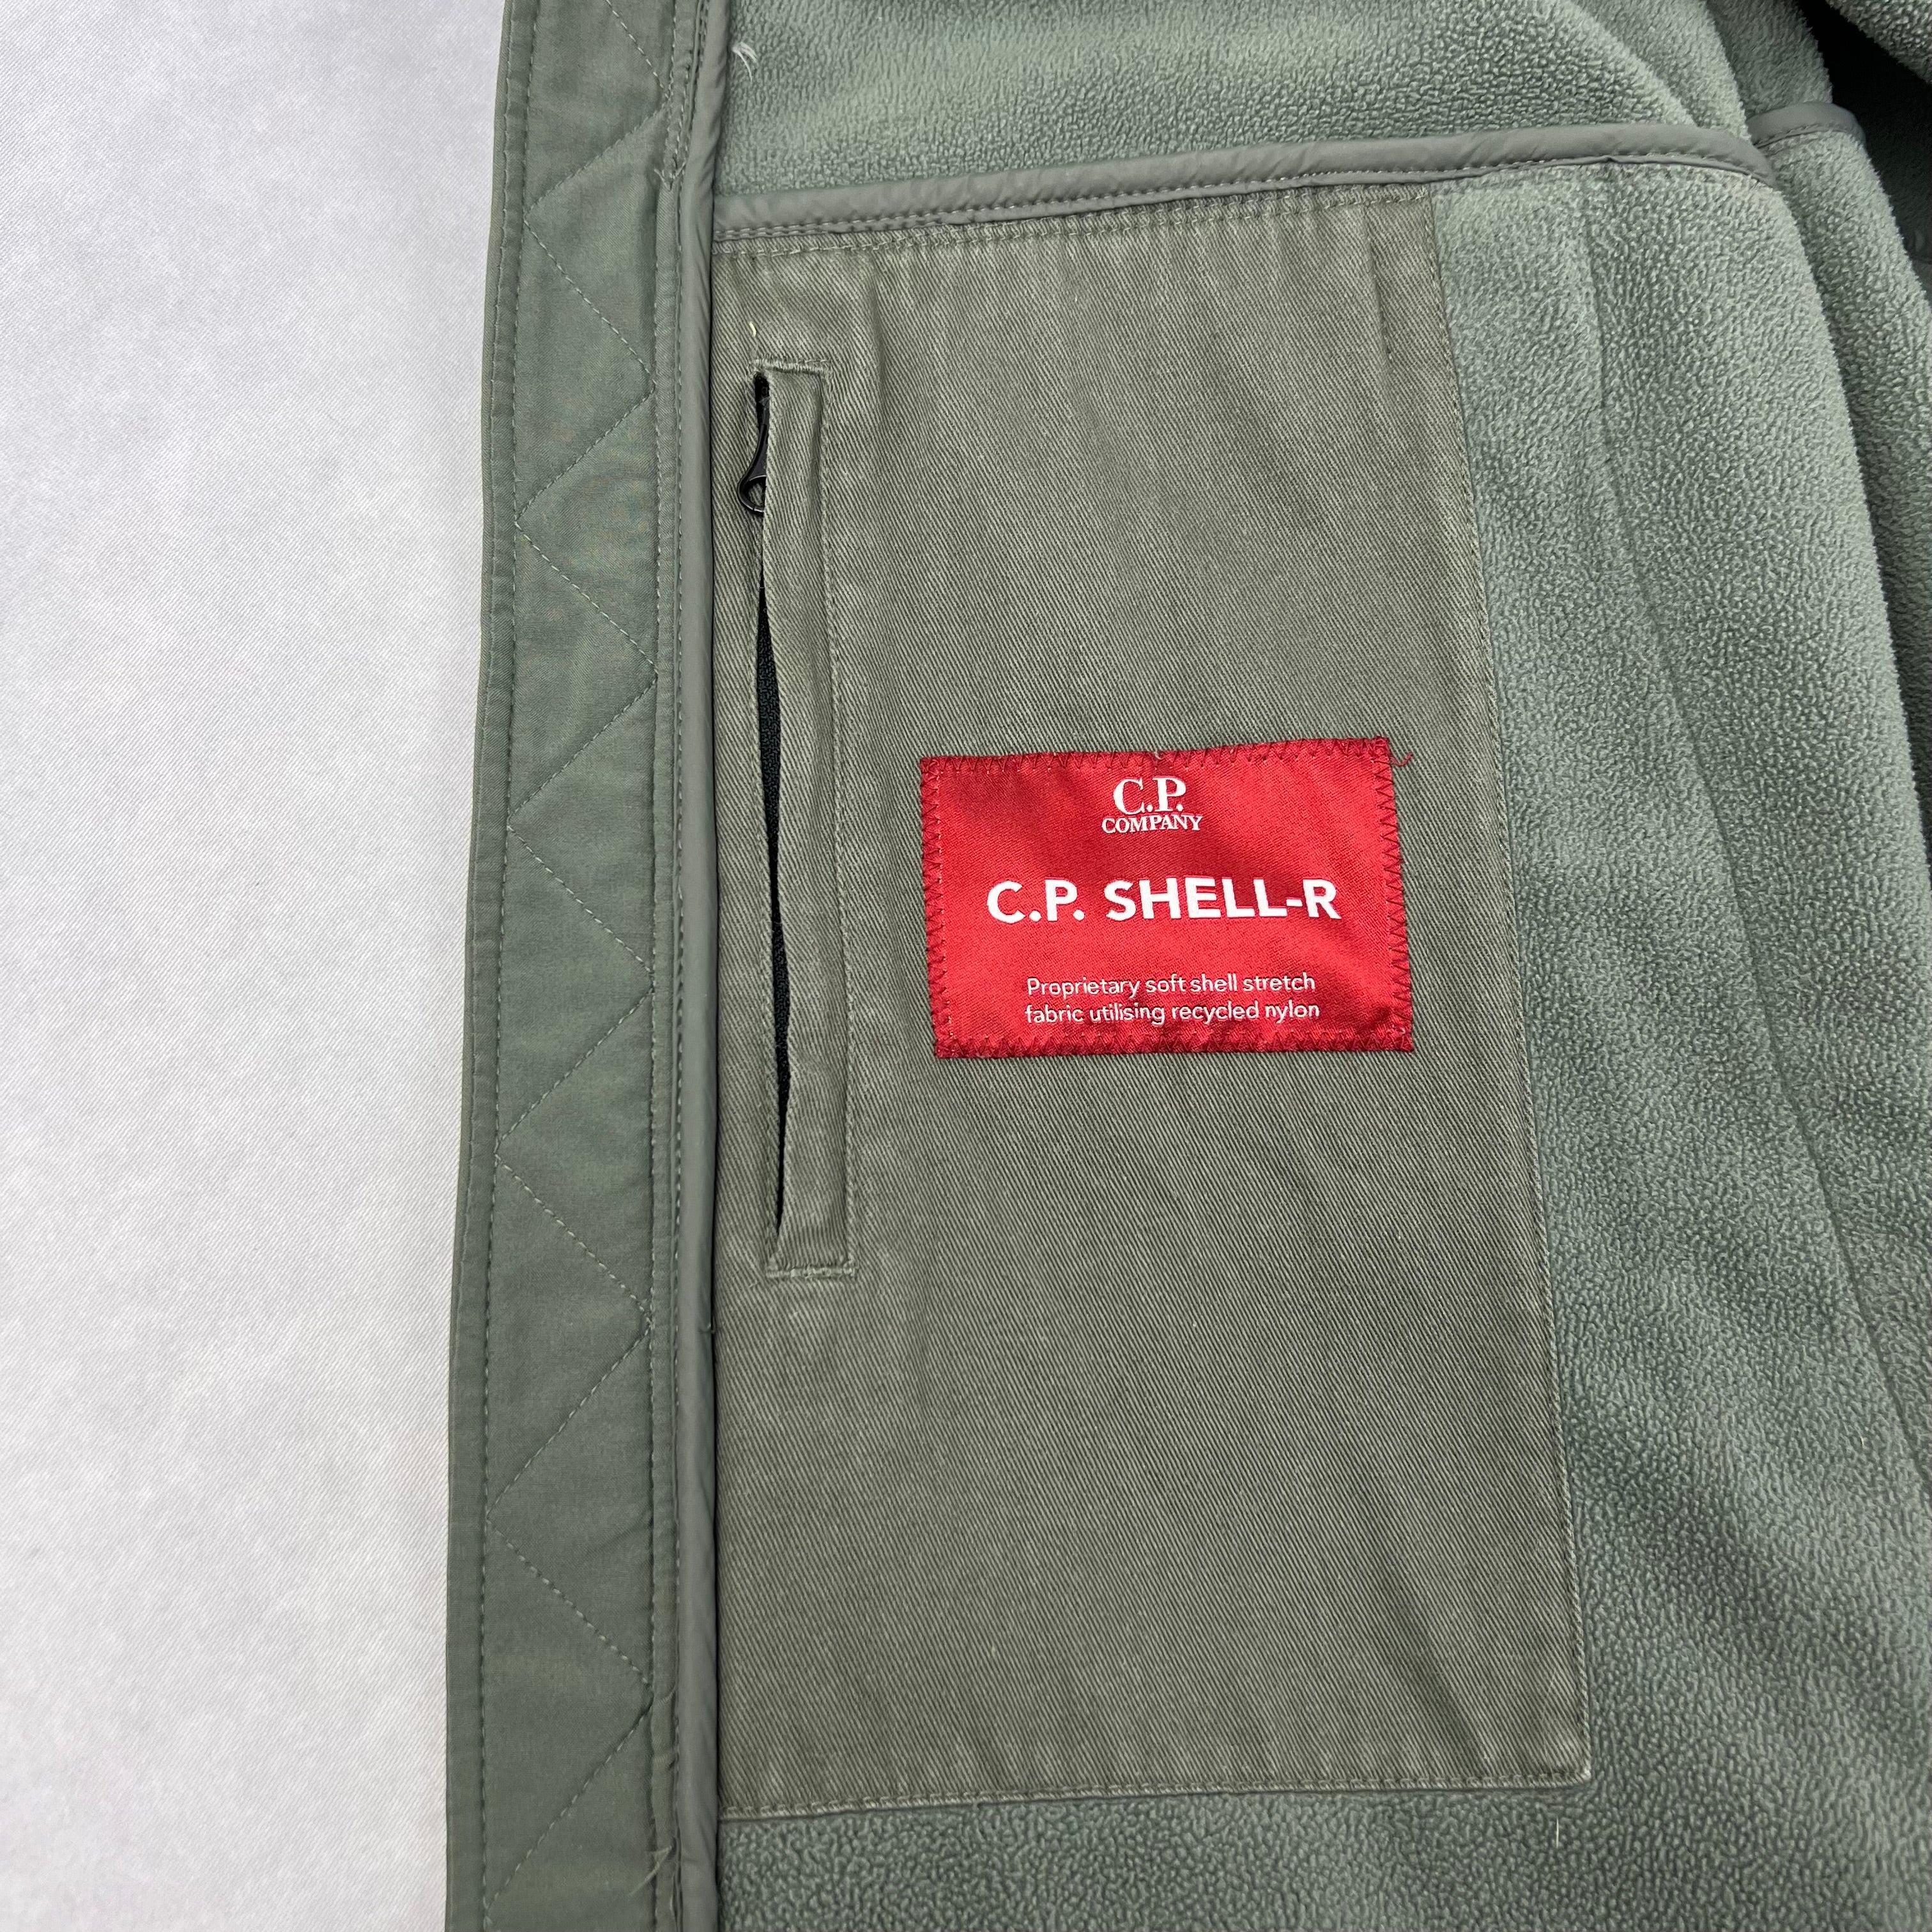 C.P.
COMPANY
C.P. SHELL-R
Proprietary soft shell stretch
fabric utilising recycled nylon